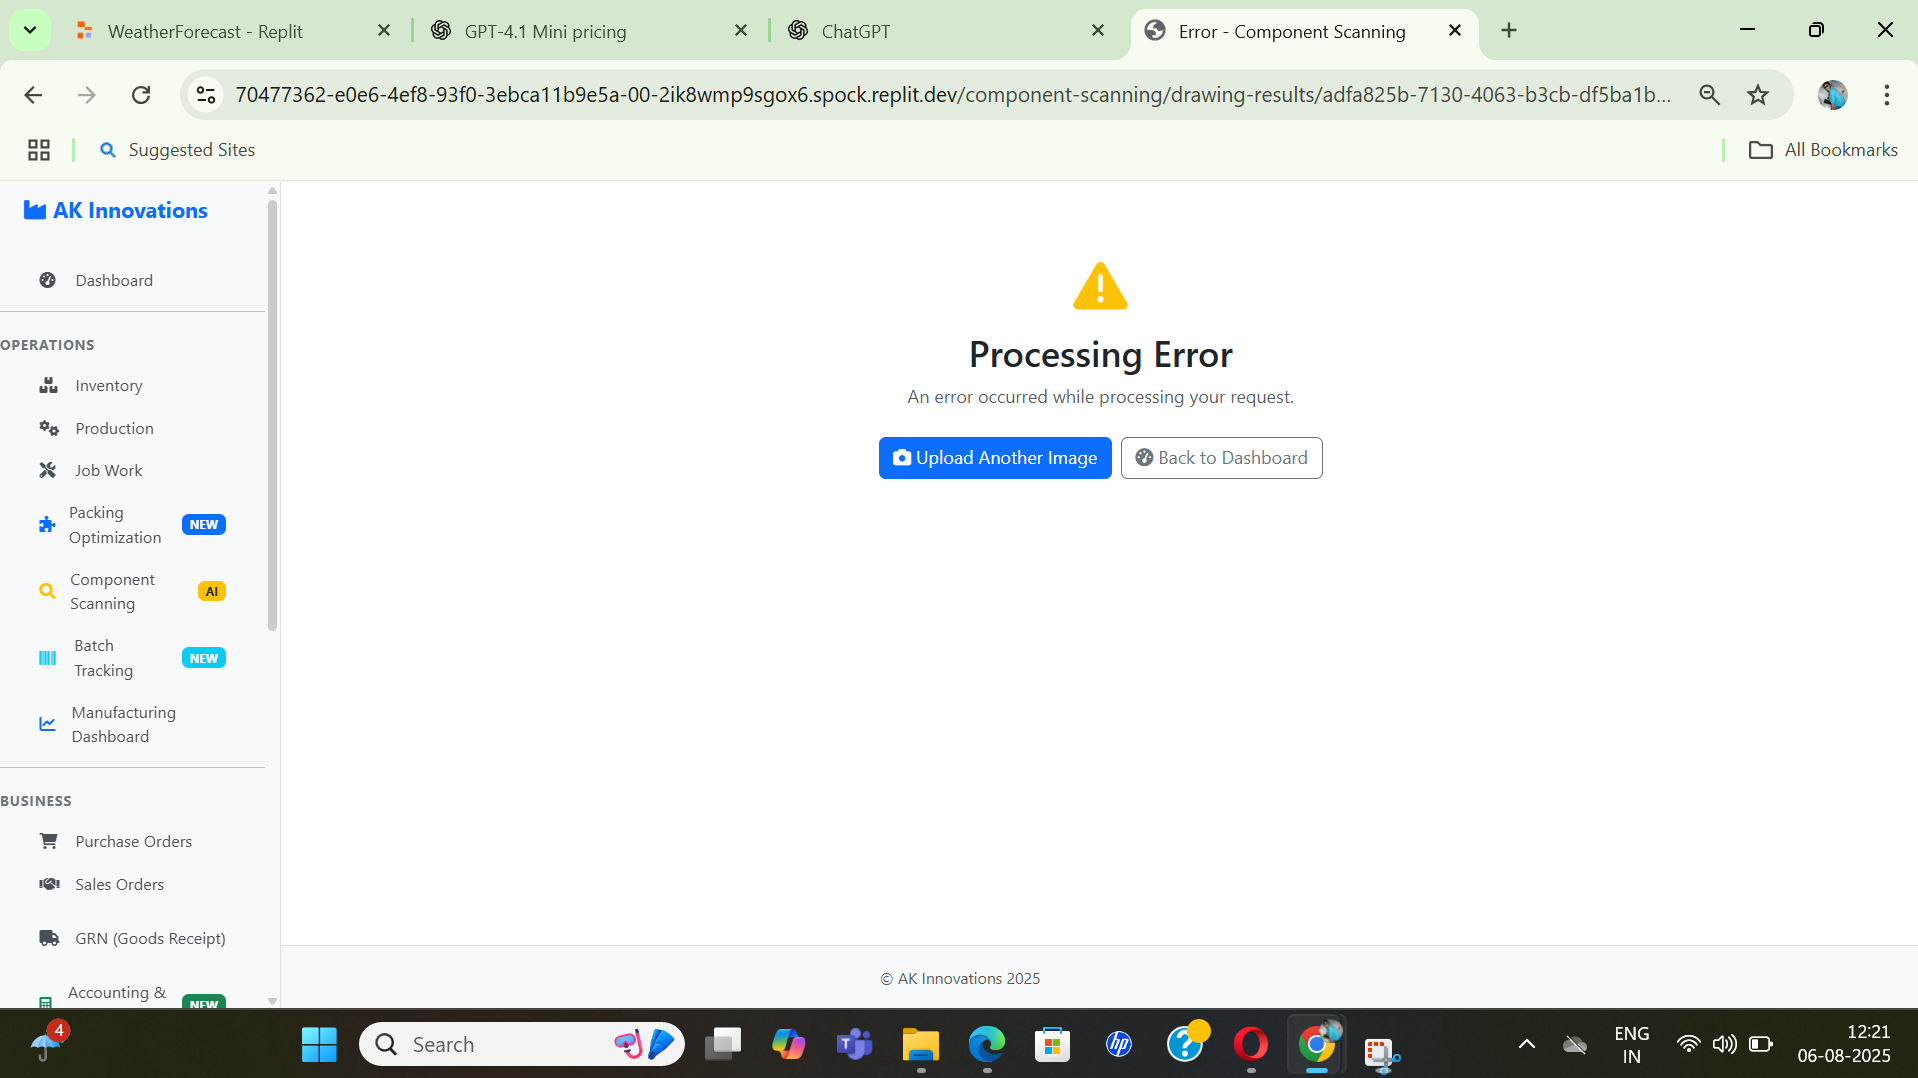 WeatherForecast - Replit
GPT-4.1 Mini pricing
ChatGPT
Error - Component Scanning
70477362-e0e6-4ef8-93f0-3ebca11b9e5a-00-2ik8wmp9sgox6.spock.replit.dev/component-scanning/drawing-results/adfa825b-7130-4063-b3cb-df5ba1b...
Suggested Sites
All Bookmarks
AK Innovations
Dashboard
OPERATIONS
Inventory
Production
Job Work
Packing
Optimization
NEW
Component
Scanning
AI
Batch
Tracking
NEW
Manufacturing
Dashboard
BUSINESS
Purchase Orders
Sales Orders
GRN (Goods Receipt)
Accounting &
NEW
Processing Error
An error occurred while processing your request.
Upload Another Image
Back to Dashboard
© AK Innovations 2025
4
Search
T
hp
?
ENG
IN
12:21
06-08-2025